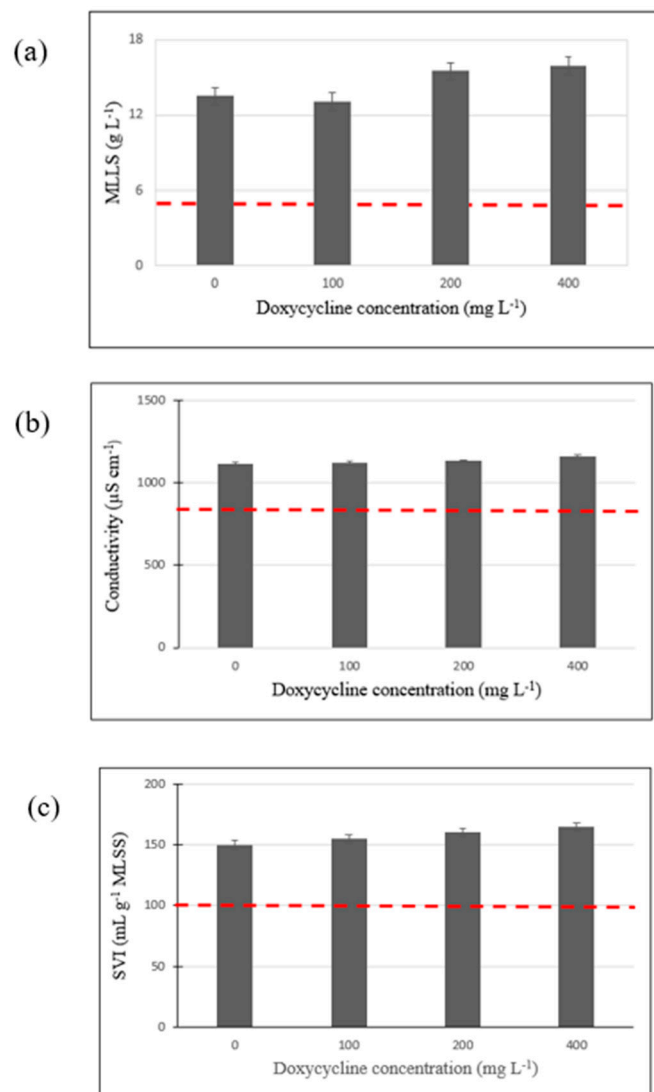 (a)
MLLS (g L⁻¹)
18
12
6
0
0 100 200 400
Doxycycline concentration (mg L⁻¹)
(b)
Conductivity (µS cm⁻¹)
1500
1000
500
0
0 100 200 400
Doxycycline concentration (mg L⁻¹)
(c)
SVI (mL g⁻¹ MLSS)
200
150
100
50
0
0 100 200 400
Doxycycline concentration (mg L⁻¹)